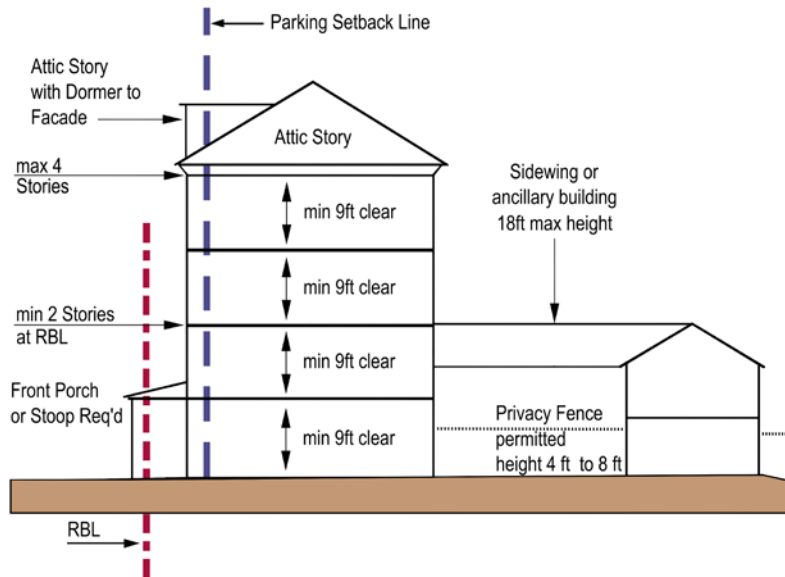 Parking Setback Line
Attic Story
with Dormer to
Facade
Attic Story
max 4
Stories
min 9ft clear
Sidewing or
ancillary building
18ft max height
min 9ft clear
min 2 Stories
at RBL
min 9ft clear
Front Porch
or Stoop Req'd
min 9ft clear
Privacy Fence
permitted
height 4 ft to 8 ft
RBL